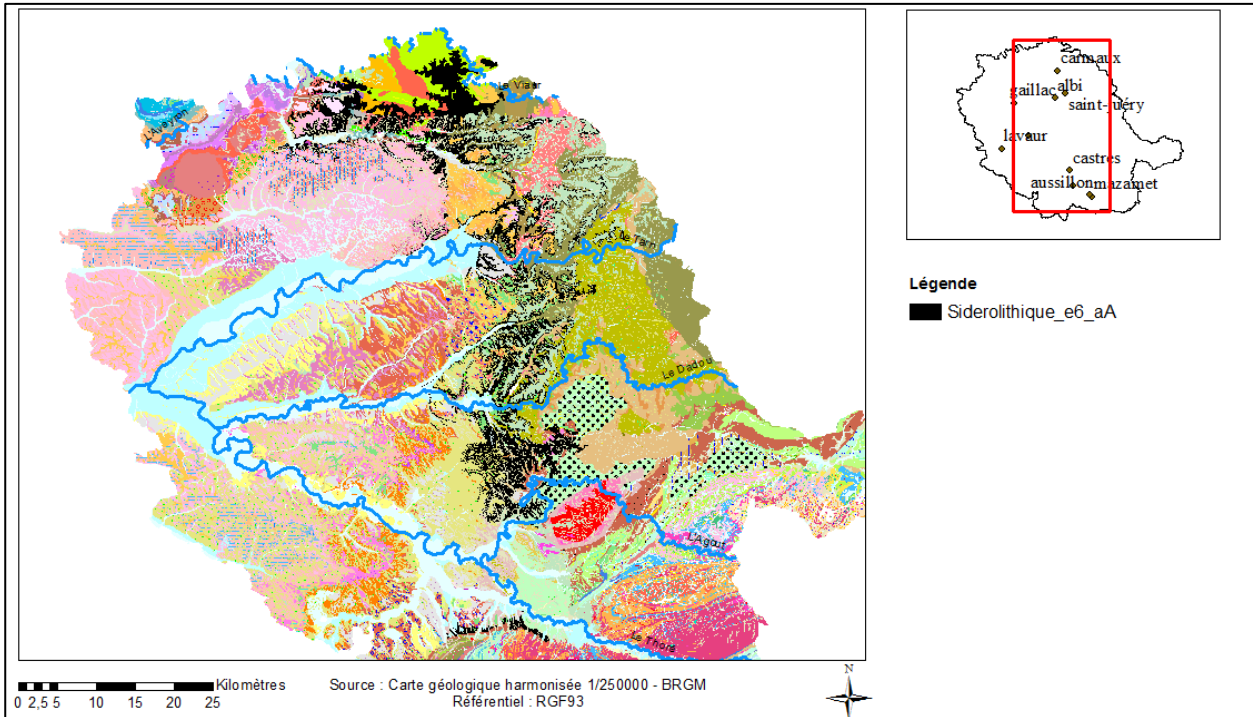 L'Aveyron
Le Viaur
Le Tarn
Le Dadou
L'Agout
Le Thoré
carmaux
albi
gaillac
saint-juéry
lavaur
castres
aussillon
mazamet
Légende
Siderolithique_e6_aA
Kilomètres
0 2,5 5 10 15 20 25
Source : Carte géologique harmonisée 1/250000 - BRGM
Référentiel : RGF93
N